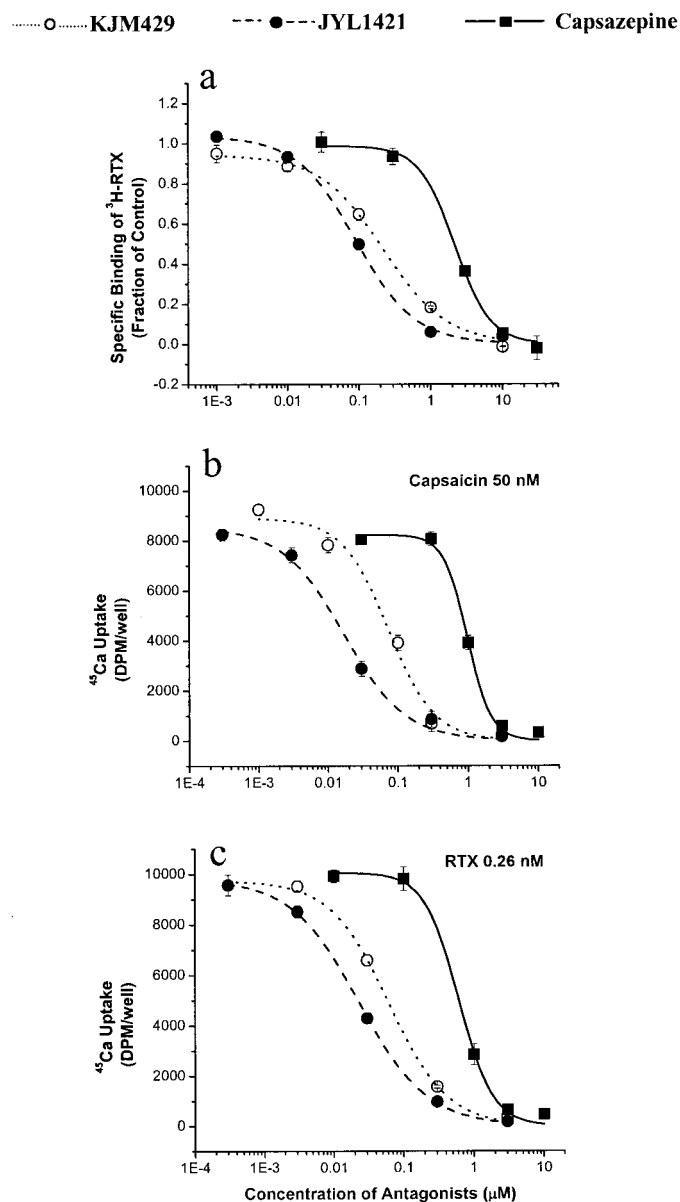 KJM429 JYL1421 Capsazepine
a
1.2
1.0
0.8
0.6
0.4
0.2
0.0
-0.2
Specific Binding of ³H-RTX
(Fraction of Control)
1E-3 0.01 0.1 1 10
b
Capsaicin 50 nM
10000
8000
6000
4000
2000
0
⁴⁵Ca Uptake
(DPM/well)
1E-4 1E-3 0.01 0.1 1 10
c
RTX 0.26 nM
10000
8000
6000
4000
2000
0
⁴⁵Ca Uptake
(DPM/well)
1E-4 1E-3 0.01 0.1 1 10
Concentration of Antagonists (µM)